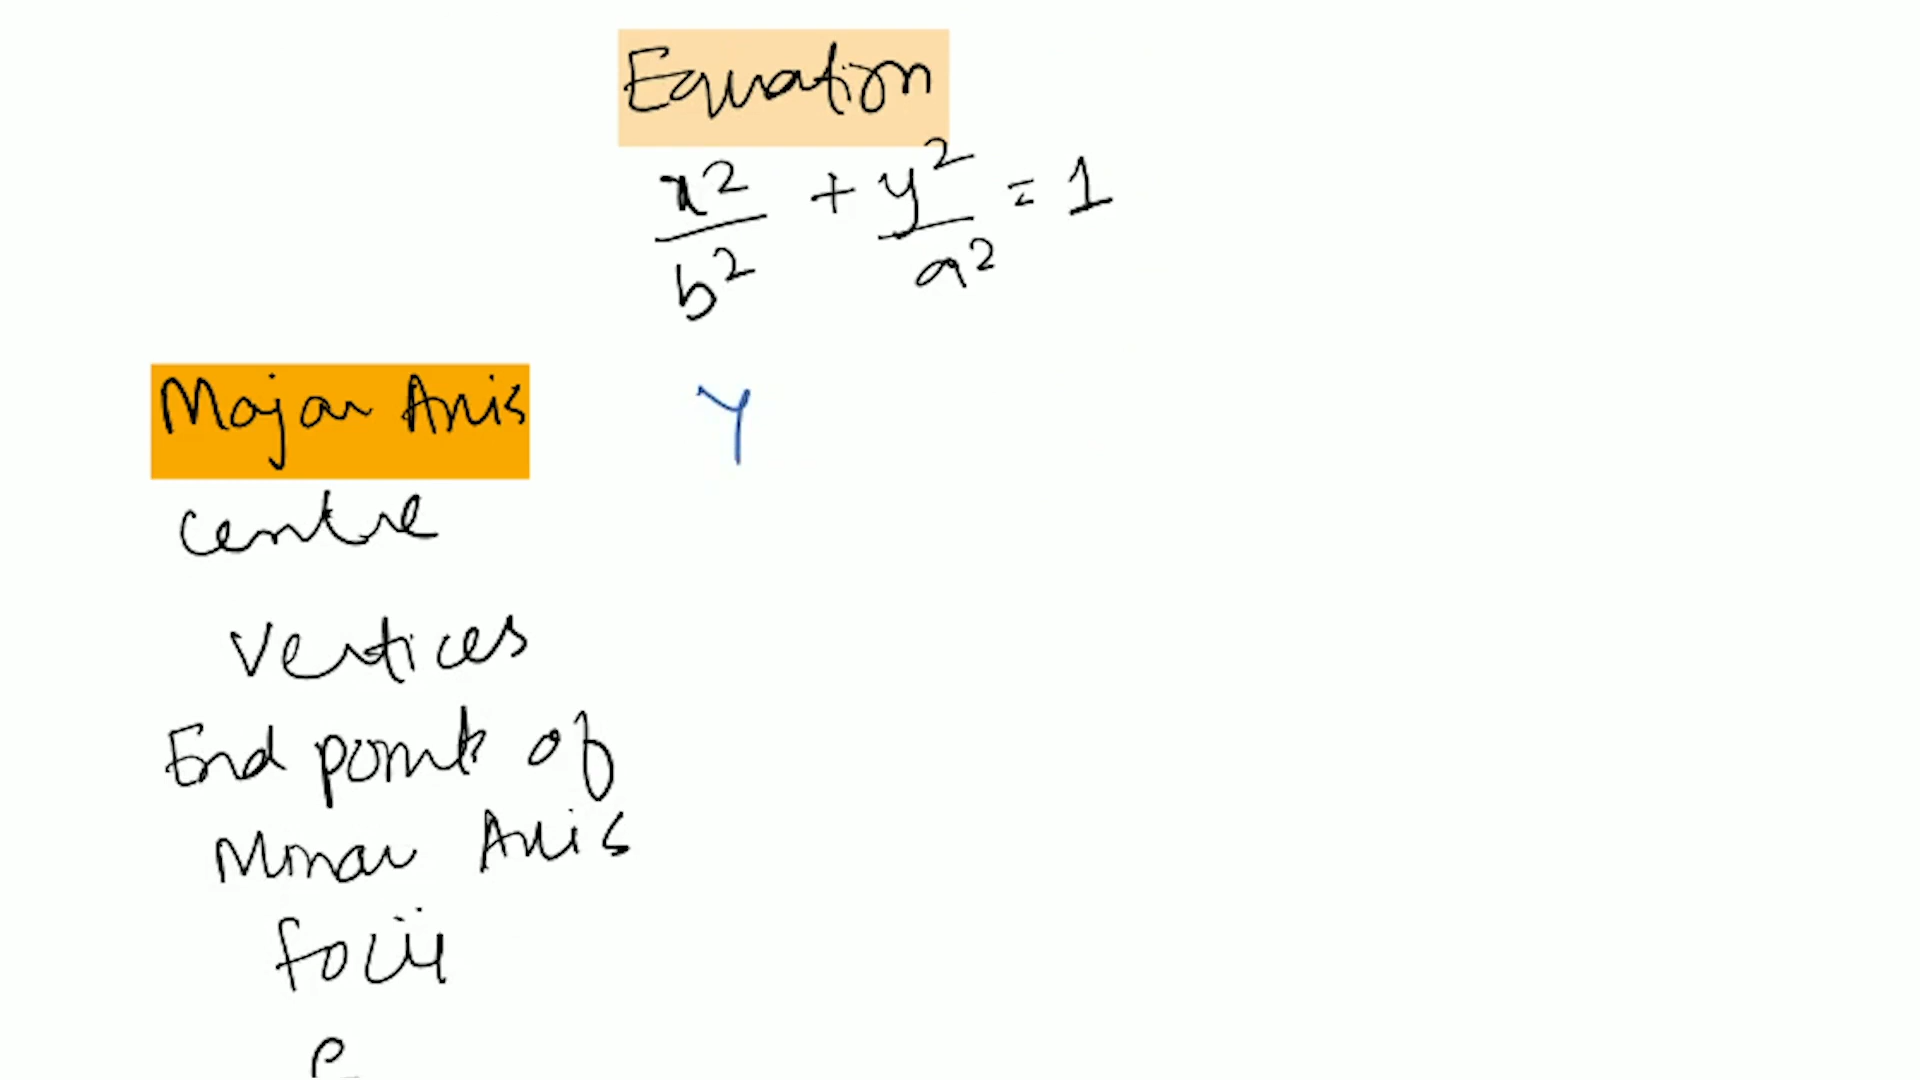 Equation
x²/b² + y²/a² = 1
Major Axis Y
Centre
Vertices
End points of
Minor Axis
focii